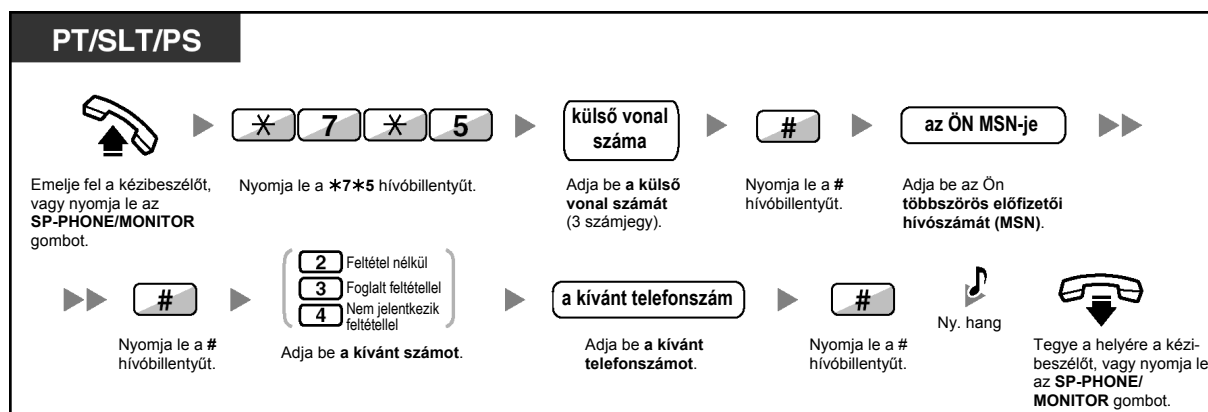 PT/SLT/PS
✳ 7 ✳ 5
külső vonal
száma
#
az ÖN MSN-je
Emelje fel a kézibeszélőt,
vagy nyomja le az
SP-PHONE/MONITOR
gombot.
Nyomja le a ✳7✳5 hívóbillentyűt.
Adja be a külső
vonal számát
(3 számjegy).
Nyomja le a #
hívóbillentyűt.
Adja be az Ön
többszörös előfizetői
hívószámát (MSN).
#
2 Feltétel nélkül
3 Foglalt feltétellel
4 Nem jelentkezik
feltétellel
a kívánt telefonszám
#
Ny. hang
Nyomja le a #
hívóbillentyűt.
Adja be a kívánt számot.
Adja be a kívánt
telefonszámot.
Nyomja le a #
hívóbillentyűt.
Tegye a helyére a kézi-
beszélőt, vagy nyomja le
az SP-PHONE/
MONITOR gombot.